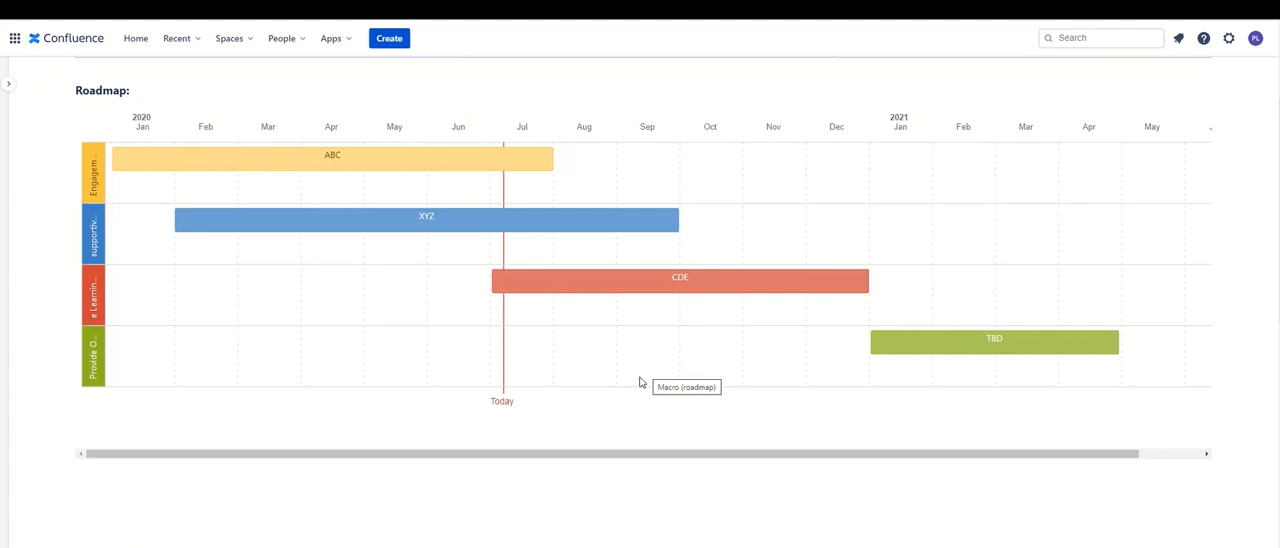 Confluence Home Recent Spaces People Apps Create Search PL
Roadmap:
2020 2021
Jan Feb Mar Apr May Jun Jul Aug Sep Oct Nov Dec Jan Feb Mar Apr May
Engagem... ABC
supportiv... XYZ
e Learnin... CDE
Provide O... TBD
Macro (roadmap)
Today